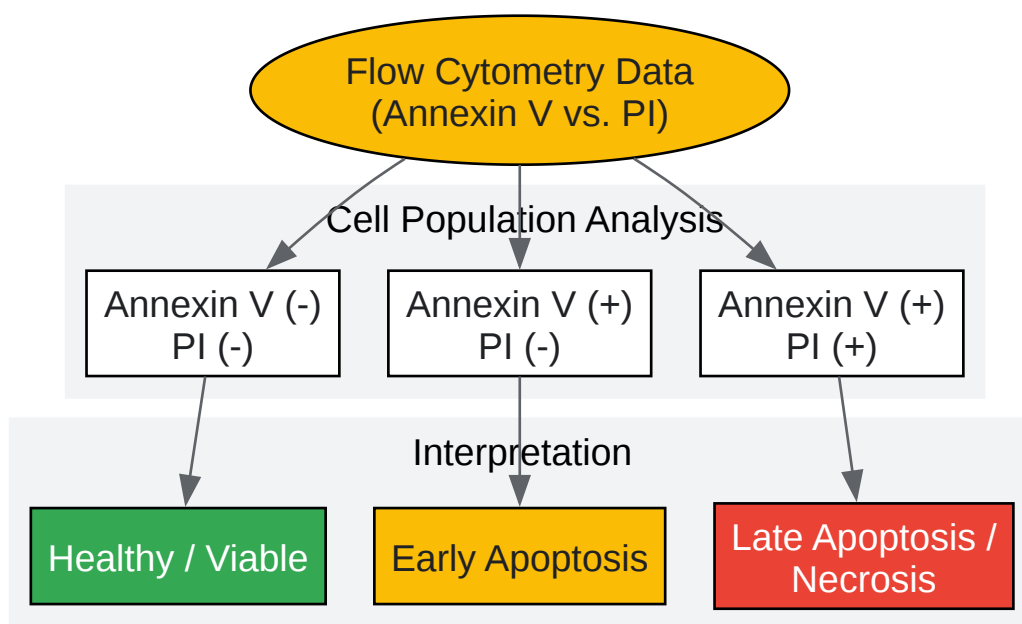 Flow Cytometry Data
(Annexin V vs. PI)
Cell Population Analysis
Annexin V (-)
PI (-)
Annexin V (+)
PI (-)
Annexin V (+)
PI (+)
Interpretation
Healthy / Viable
Early Apoptosis
Late Apoptosis /
Necrosis